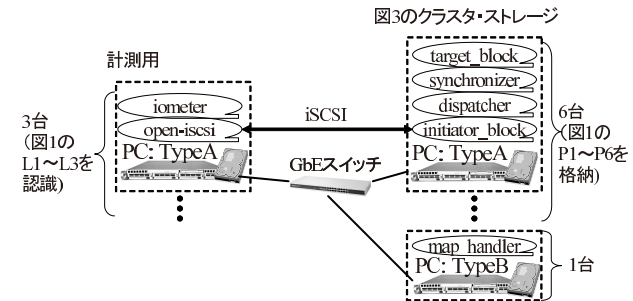 図3のクラスタ・ストレージ
計測用
target_block
synchronizer
dispatcher
initiator_block
PC: TypeA
iometer
open-iscsi
PC: TypeA
iSCSI
GbEスイッチ
3台
(図1の
L1～L3を
認識)
6台
(図1の
P1～P6を
格納)
map_handler
PC: TypeB
1台